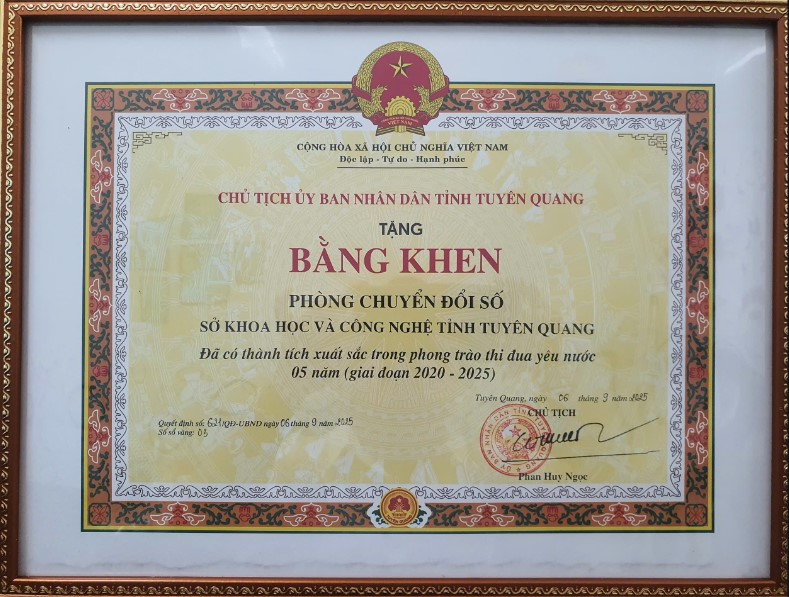 VIỆT NAM
CỘNG HÒA XÃ HỘI CHỦ NGHĨA VIỆT NAM
Độc lập - Tự do - Hạnh phúc
CHỦ TỊCH ỦY BAN NHÂN DÂN TỈNH TUYÊN QUANG
TẶNG
BẰNG KHEN
PHÒNG CHUYỂN ĐỔI SỐ
SỞ KHOA HỌC VÀ CÔNG NGHỆ TỈNH TUYÊN QUANG
Đã có thành tích xuất sắc trong phong trào thi đua yêu nước
05 năm (giai đoạn 2020 - 2025)
Tuyên Quang, ngày 06 tháng 9 năm 2025
CHỦ TỊCH
Quyết định số: /QĐ-UBND ngày 06 tháng 9 năm 2025
Số sổ vàng: 03
Phan Huy Ngọc